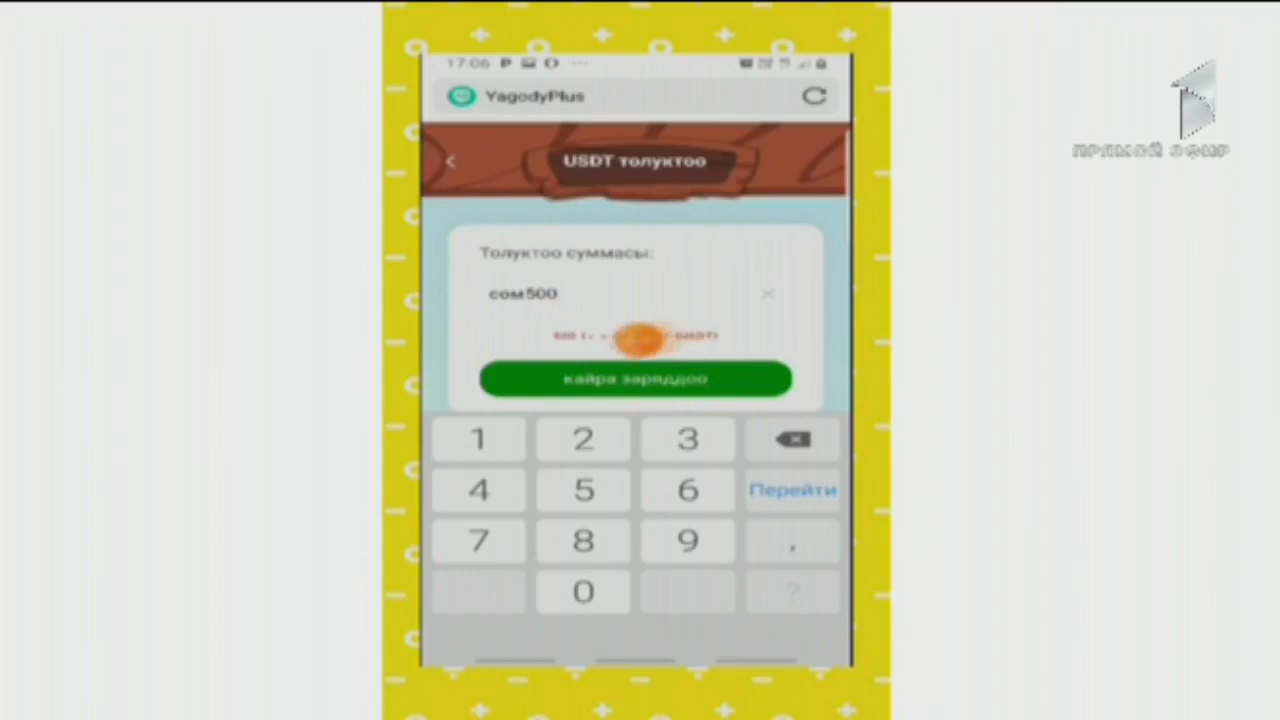 17:06
YagodyPlus
ПРЯМОЙ ЭФИР
USDT толуктоо
Толуктоо суммасы:
сом500
кайра заряддоо
1 2 3
4 5 6 Перейти
7 8 9 ,
0 ?